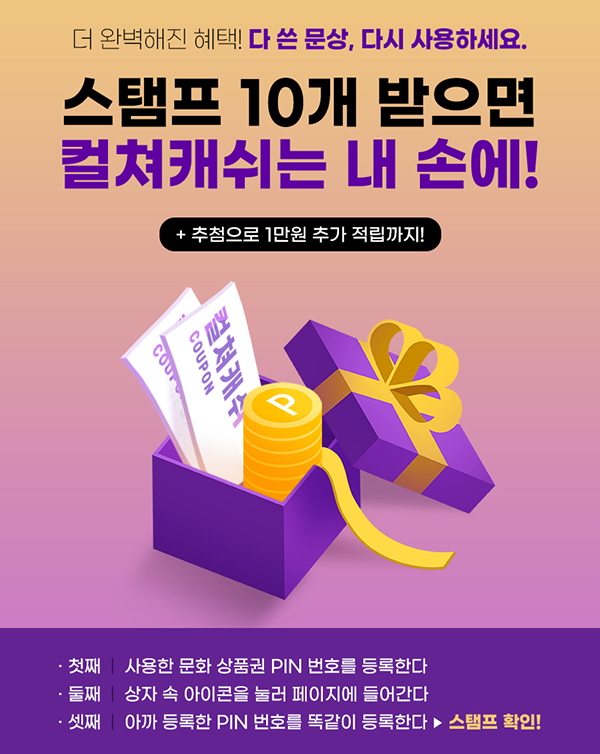 더 완벽해진 혜택! 다 쓴 문상, 다시 사용하세요.
스탬프 10개 받으면
컬쳐캐쉬는 내 손에!
+ 추첨으로 1만원 추가 적립까지!
컬쳐캐쉬
COUPON
COUP
P
· 첫째 | 사용한 문화 상품권 PIN 번호를 등록한다
· 둘째 | 상자 속 아이콘을 눌러 페이지에 들어간다
· 셋째 | 아까 등록한 PIN 번호를 똑같이 등록한다 ▶ 스탬프 확인!